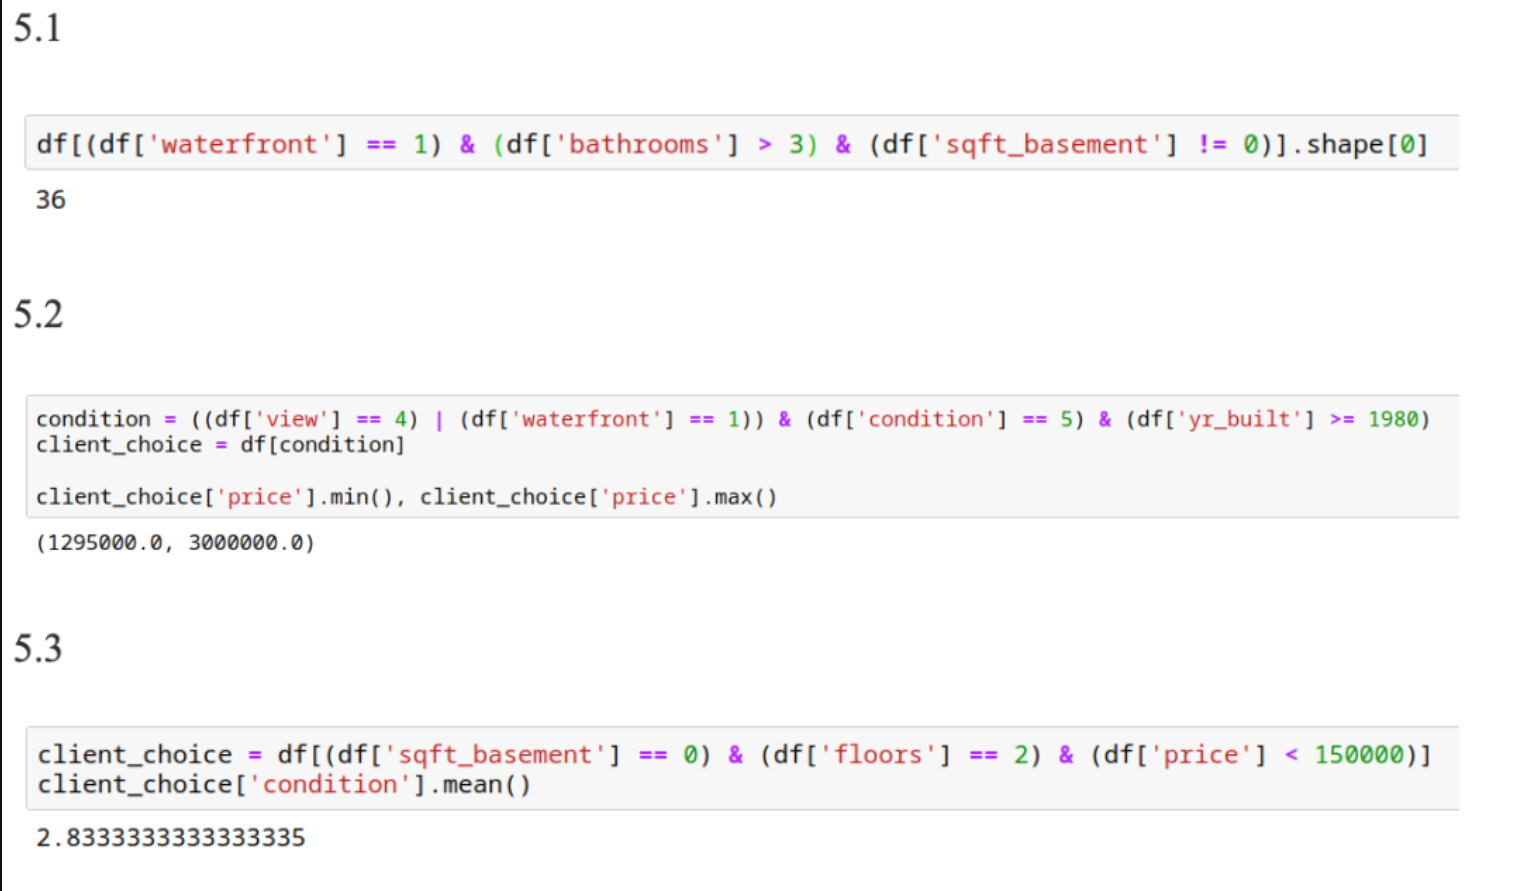 5.1
df[(df['waterfront'] == 1) & (df['bathrooms'] > 3) & (df['sqft_basement'] != 0)].shape[0]
36
5.2
condition = ((df['view'] == 4) | (df['waterfront'] == 1)) & (df['condition'] == 5) & (df['yr_built'] >= 1980)
client_choice = df[condition]
client_choice['price'].min(), client_choice['price'].max()
(1295000.0, 3000000.0)
5.3
client_choice = df[(df['sqft_basement'] == 0) & (df['floors'] == 2) & (df['price'] < 150000)]
client_choice['condition'].mean()
2.8333333333333335